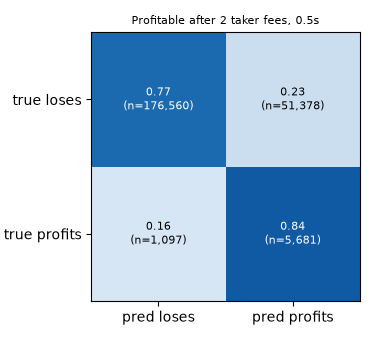 Profitable after 2 taker fees, 0.5s
true loses
0.77
(n=176,560)
0.23
(n=51,378)
true profits
0.16
(n=1,097)
0.84
(n=5,681)
pred loses
pred profits